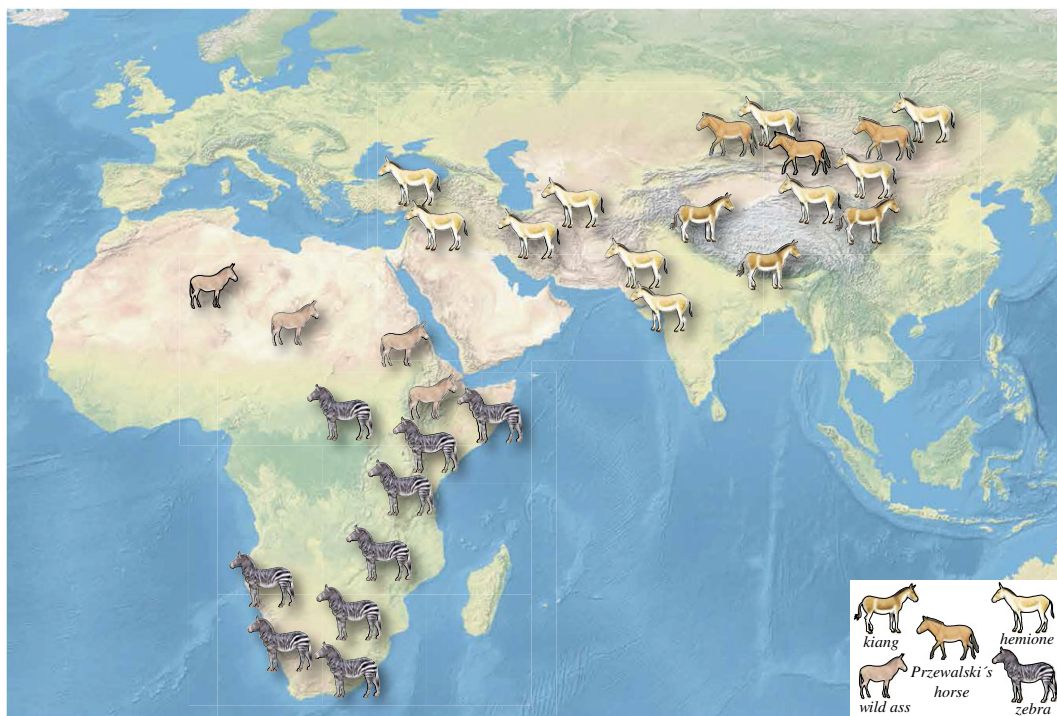 kiang
hemione
Przewalski´s
horse
wild ass
zebra